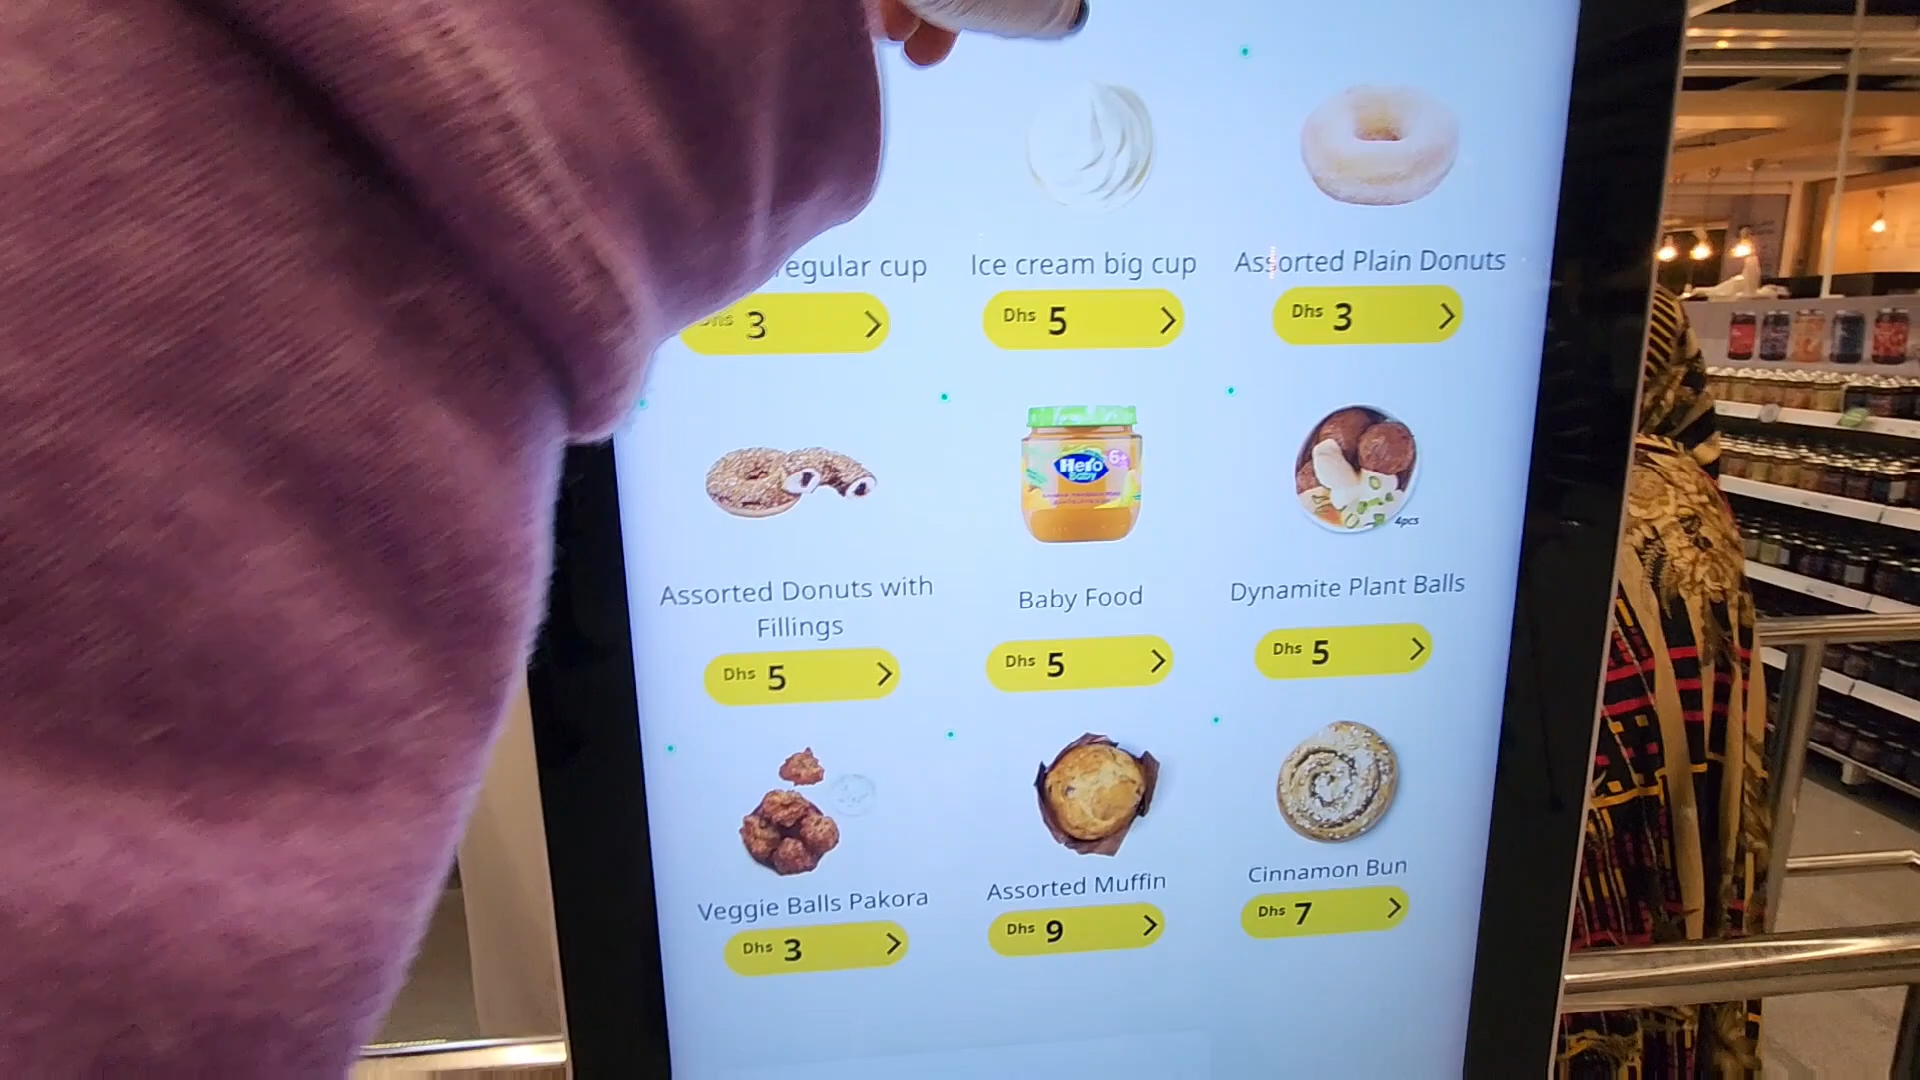 regular cup
Ice cream big cup
Assorted Plain Donuts
Dhs 3
Dhs 5
Dhs 3
Hero
Baby
6+
4pcs
Assorted Donuts with
Fillings
Baby Food
Dynamite Plant Balls
Dhs 5
Dhs 5
Dhs 5
Veggie Balls Pakora
Assorted Muffin
Cinnamon Bun
Dhs 3
Dhs 9
Dhs 7